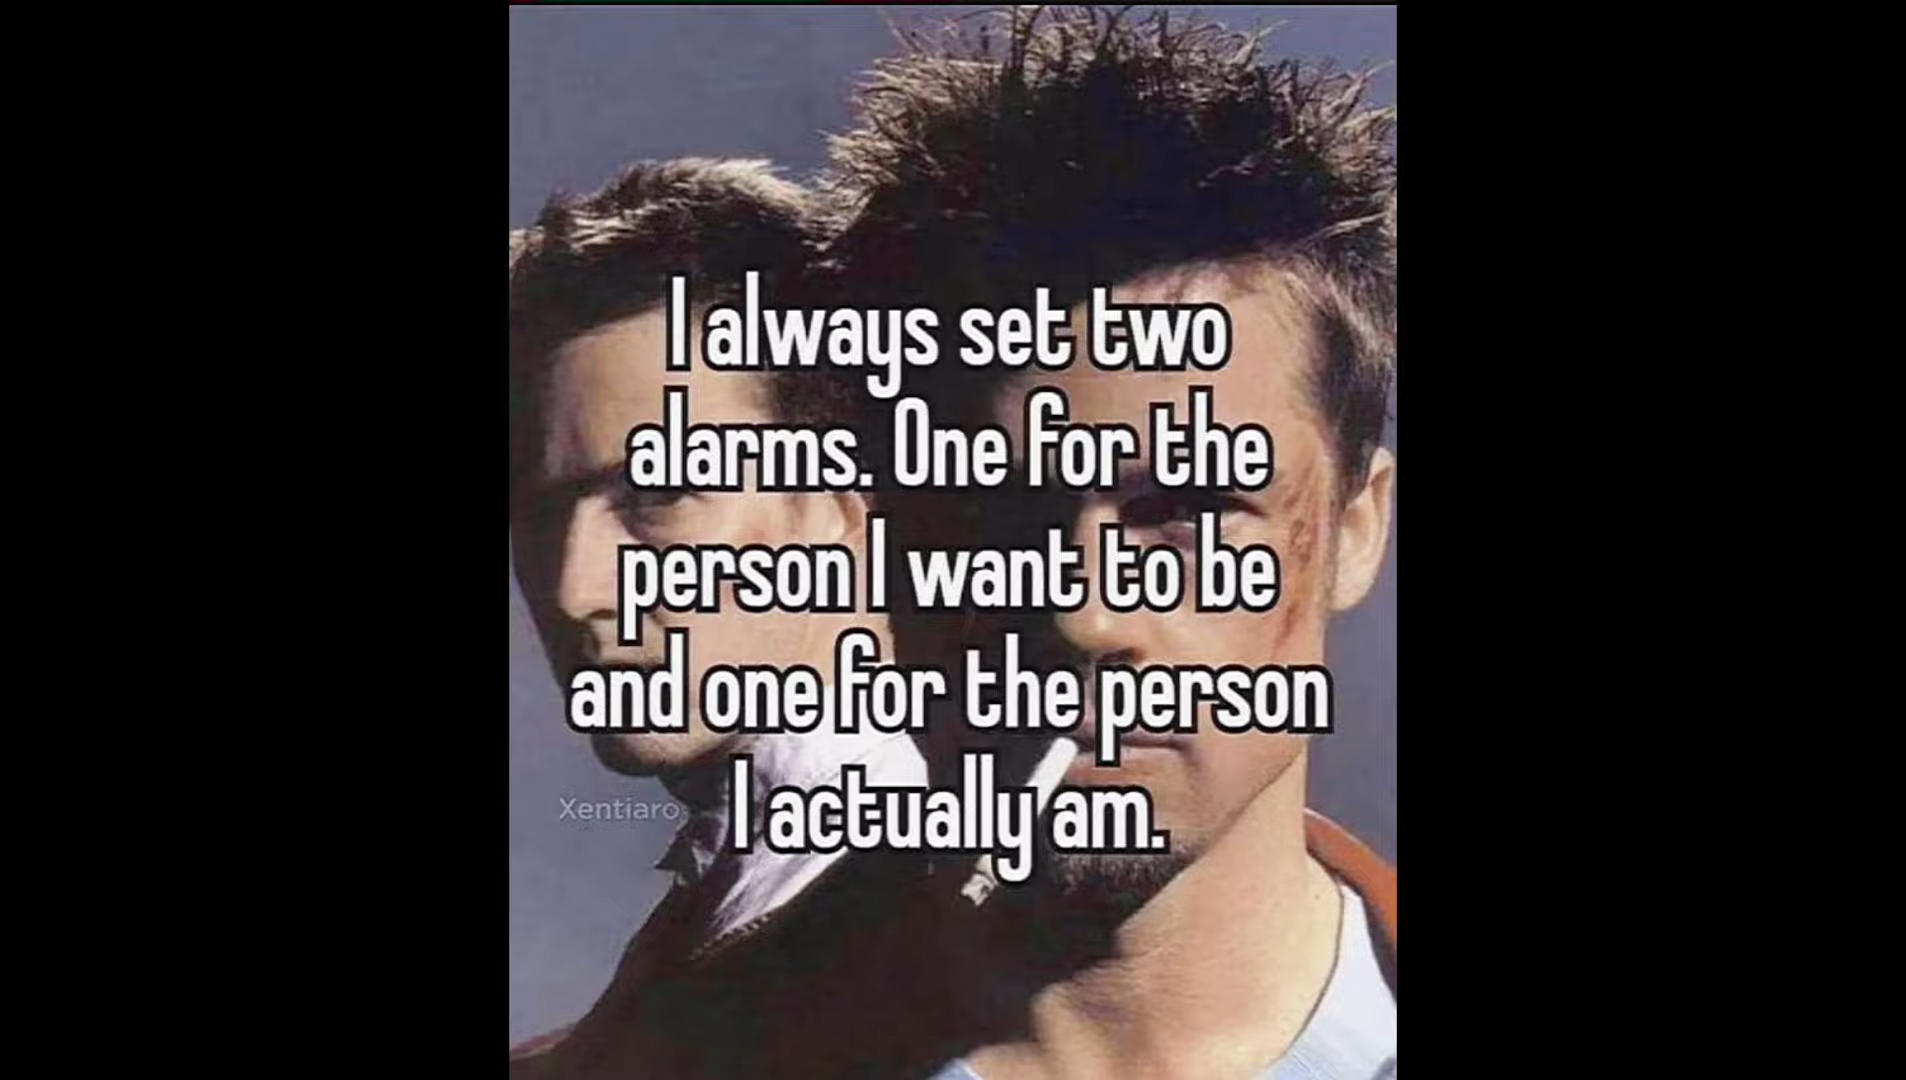 I always set two
alarms. One for the
person I want to be
and one for the person
I actually am.
Xentiaro